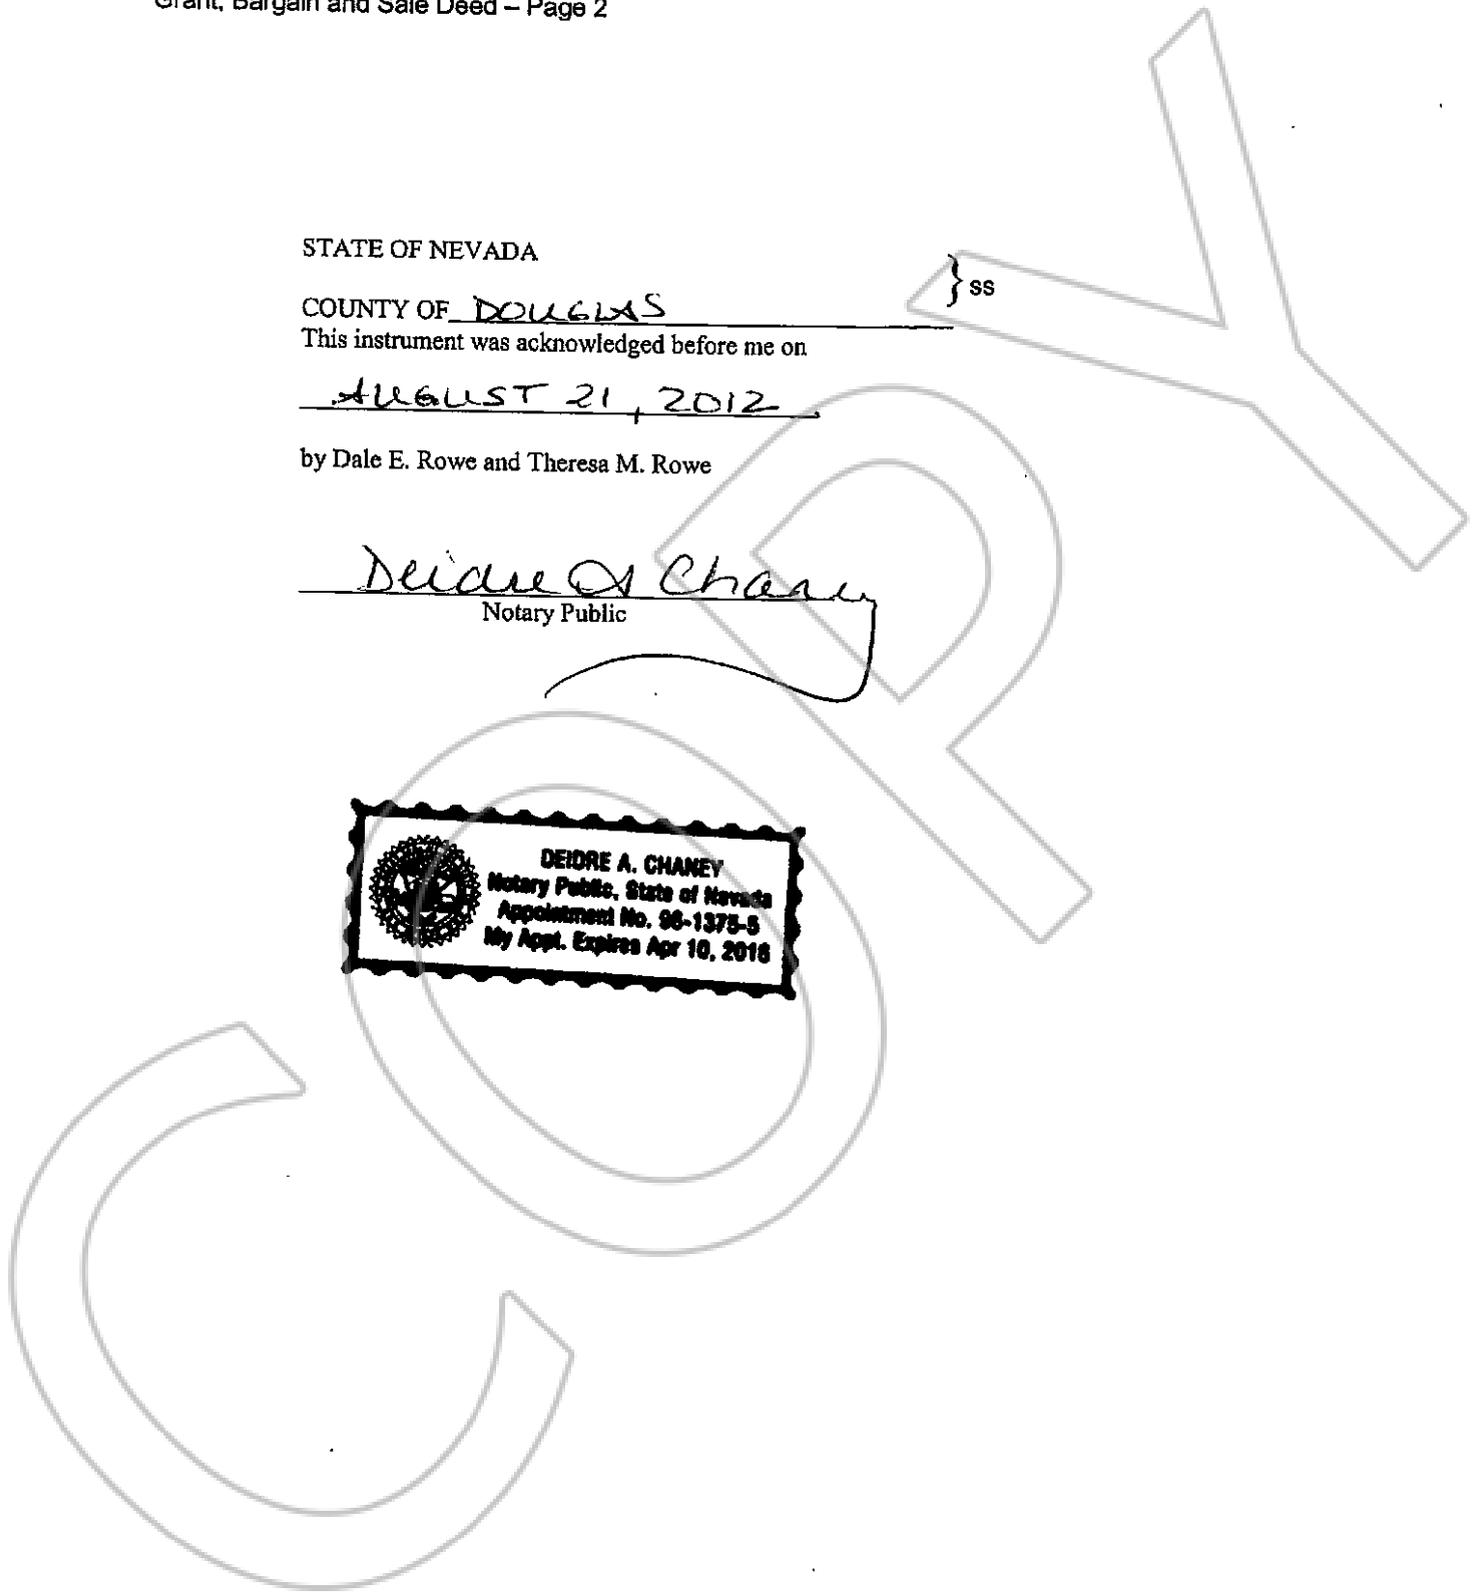 Grant, Bargain and Sale Deed – Page 2
STATE OF NEVADA
} ss
COUNTY OF DOUGLAS
This instrument was acknowledged before me on
AUGUST 21, 2012
by Dale E. Rowe and Theresa M. Rowe
Deidre A Chaney
Notary Public
DEIDRE A. CHANEY
Notary Public, State of Nevada
Appointment No. 96-1375-5
My Appt. Expires Apr 10, 2016
COPY